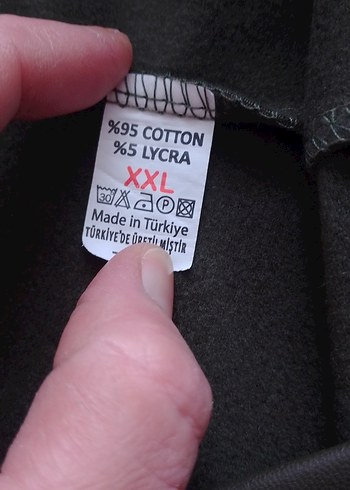 %95 COTTON
%5 LYCRA
XXL
30 P
Made in Türkiye
TÜRKİYE'DE ÜRETİLMİŞTİR